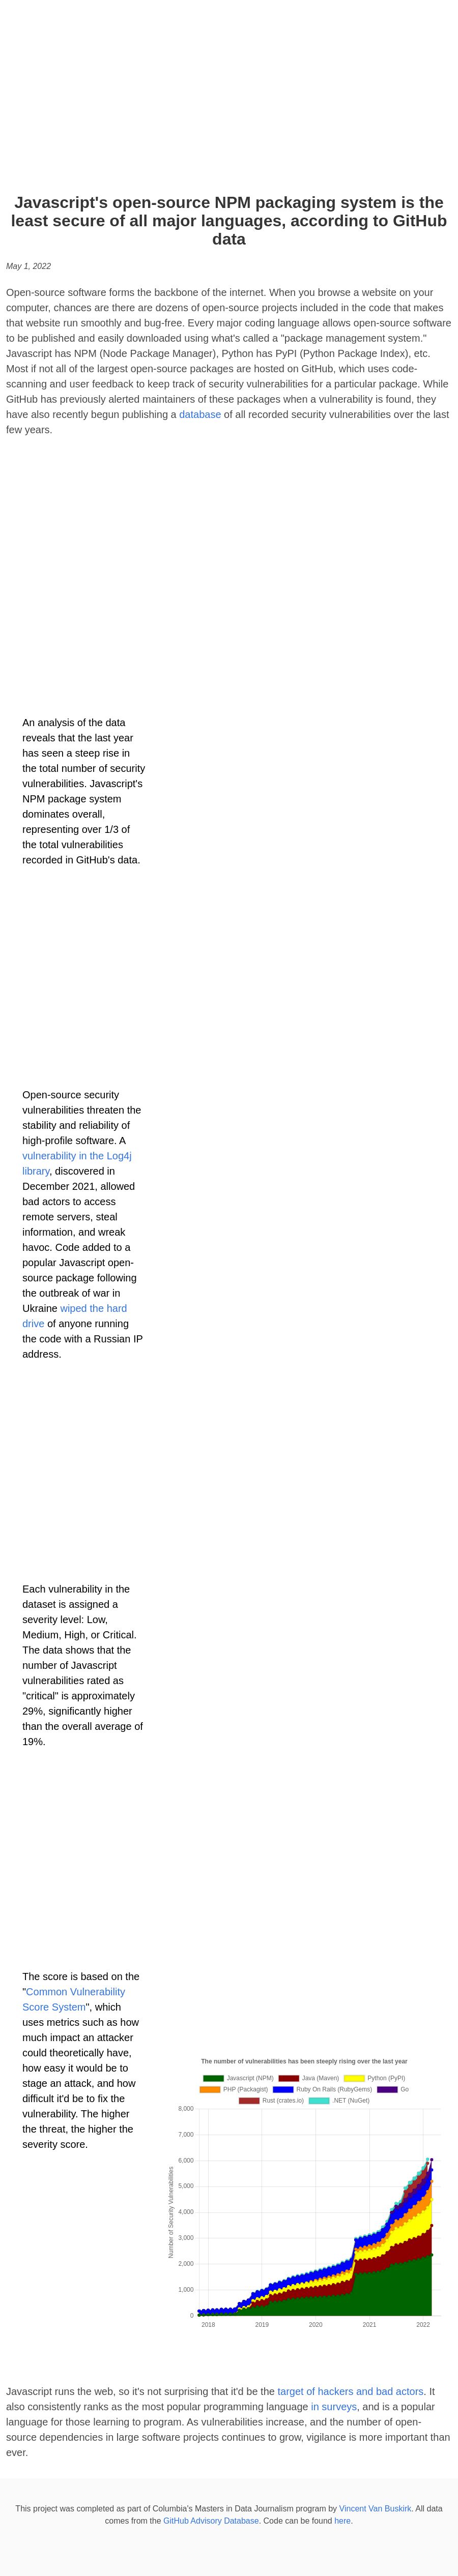 Javascript's open-source NPM packaging system is the
least secure of all major languages, according to GitHub
data
May 1, 2022
Open-source software forms the backbone of the internet. When you browse a website on your
computer, chances are there are dozens of open-source projects included in the code that makes
that website run smoothly and bug-free. Every major coding language allows open-source software
to be published and easily downloaded using what's called a "package management system."
Javascript has NPM (Node Package Manager), Python has PyPI (Python Package Index), etc.
Most if not all of the largest open-source packages are hosted on GitHub, which uses code-
scanning and user feedback to keep track of security vulnerabilities for a particular package. While
GitHub has previously alerted maintainers of these packages when a vulnerability is found, they
have also recently begun publishing a database of all recorded security vulnerabilities over the last
few years.
An analysis of the data
reveals that the last year
has seen a steep rise in
the total number of security
vulnerabilities. Javascript's
NPM package system
dominates overall,
representing over 1/3 of
the total vulnerabilities
recorded in GitHub's data.
Open-source security
vulnerabilities threaten the
stability and reliability of
high-profile software. A
vulnerability in the Log4j
library, discovered in
December 2021, allowed
bad actors to access
remote servers, steal
information, and wreak
havoc. Code added to a
popular Javascript open-
source package following
the outbreak of war in
Ukraine wiped the hard
drive of anyone running
the code with a Russian IP
address.
Each vulnerability in the
dataset is assigned a
severity level: Low,
Medium, High, or Critical.
The data shows that the
number of Javascript
vulnerabilities rated as
"critical" is approximately
29%, significantly higher
than the overall average of
19%.
The score is based on the
"Common Vulnerability
Score System", which
uses metrics such as how
much impact an attacker
could theoretically have,
how easy it would be to
stage an attack, and how
difficult it'd be to fix the
vulnerability. The higher
the threat, the higher the
severity score.
The number of vulnerabilities has been steeply rising over the last year
Javascript (NPM) Java (Maven) Python (PyPI)
PHP (Packagist) Ruby On Rails (RubyGems) Go
Rust (crates.io) .NET (NuGet)
Number of Security Vulnerabilities
8,000
7,000
6,000
5,000
4,000
3,000
2,000
1,000
0
2018 2019 2020 2021 2022
Javascript runs the web, so it's not surprising that it'd be the target of hackers and bad actors. It
also consistently ranks as the most popular programming language in surveys, and is a popular
language for those learning to program. As vulnerabilities increase, and the number of open-
source dependencies in large software projects continues to grow, vigilance is more important than
ever.
This project was completed as part of Columbia's Masters in Data Journalism program by Vincent Van Buskirk. All data
comes from the GitHub Advisory Database. Code can be found here.